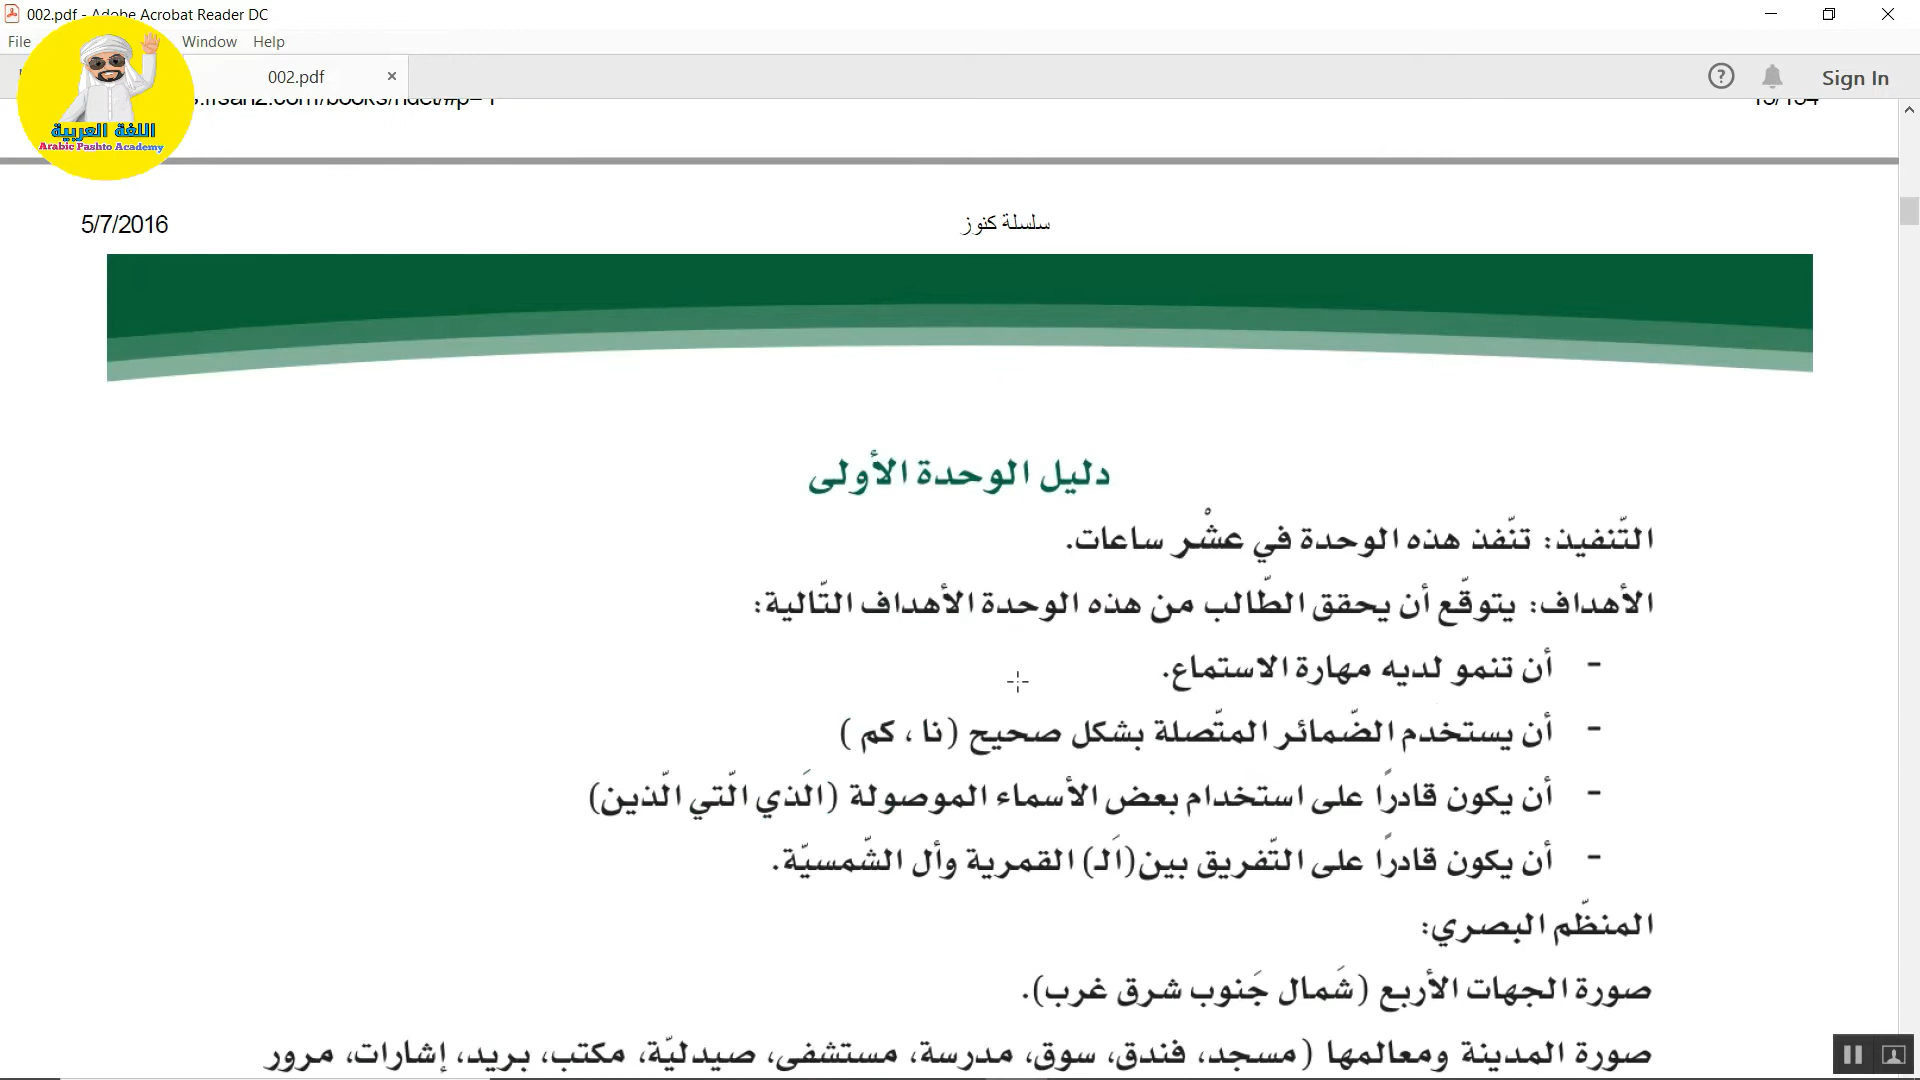 002.pdf - Adobe Acrobat Reader DC
File
Window Help
002.pdf
Sign In
اللغة العربية
Arabic Pashto Academy
5/7/2016
سلسلة كنوز
دليل الوحدة الأولى
التّنفيذ: تنّفذ هذه الوحدة في عشْر ساعات.
الأهداف: يتوقّع أن يحقق الطّالب من هذه الوحدة الأهداف التّالية:
- أن تنمو لديه مهارة الاستماع.
- أن يستخدم الضّمائر المتّصلة بشكل صحيح (نا ، كم )
- أن يكون قادرًا على استخدام بعض الأسماء الموصولة (الَذي الّتي الّذين)
- أن يكون قادرًا على التّفريق بين(اَلـ) القمرية وأل الشّمسيّة.
المنظّم البصري:
صورة الجهات الأربع (شَمال جَنوب شرق غرب).
صورة المدينة ومعالمها (مسجد، فندق، سوق، مدرسة، مستشفى، صيدليّة، مكتب، بريد، إشارات، مرور